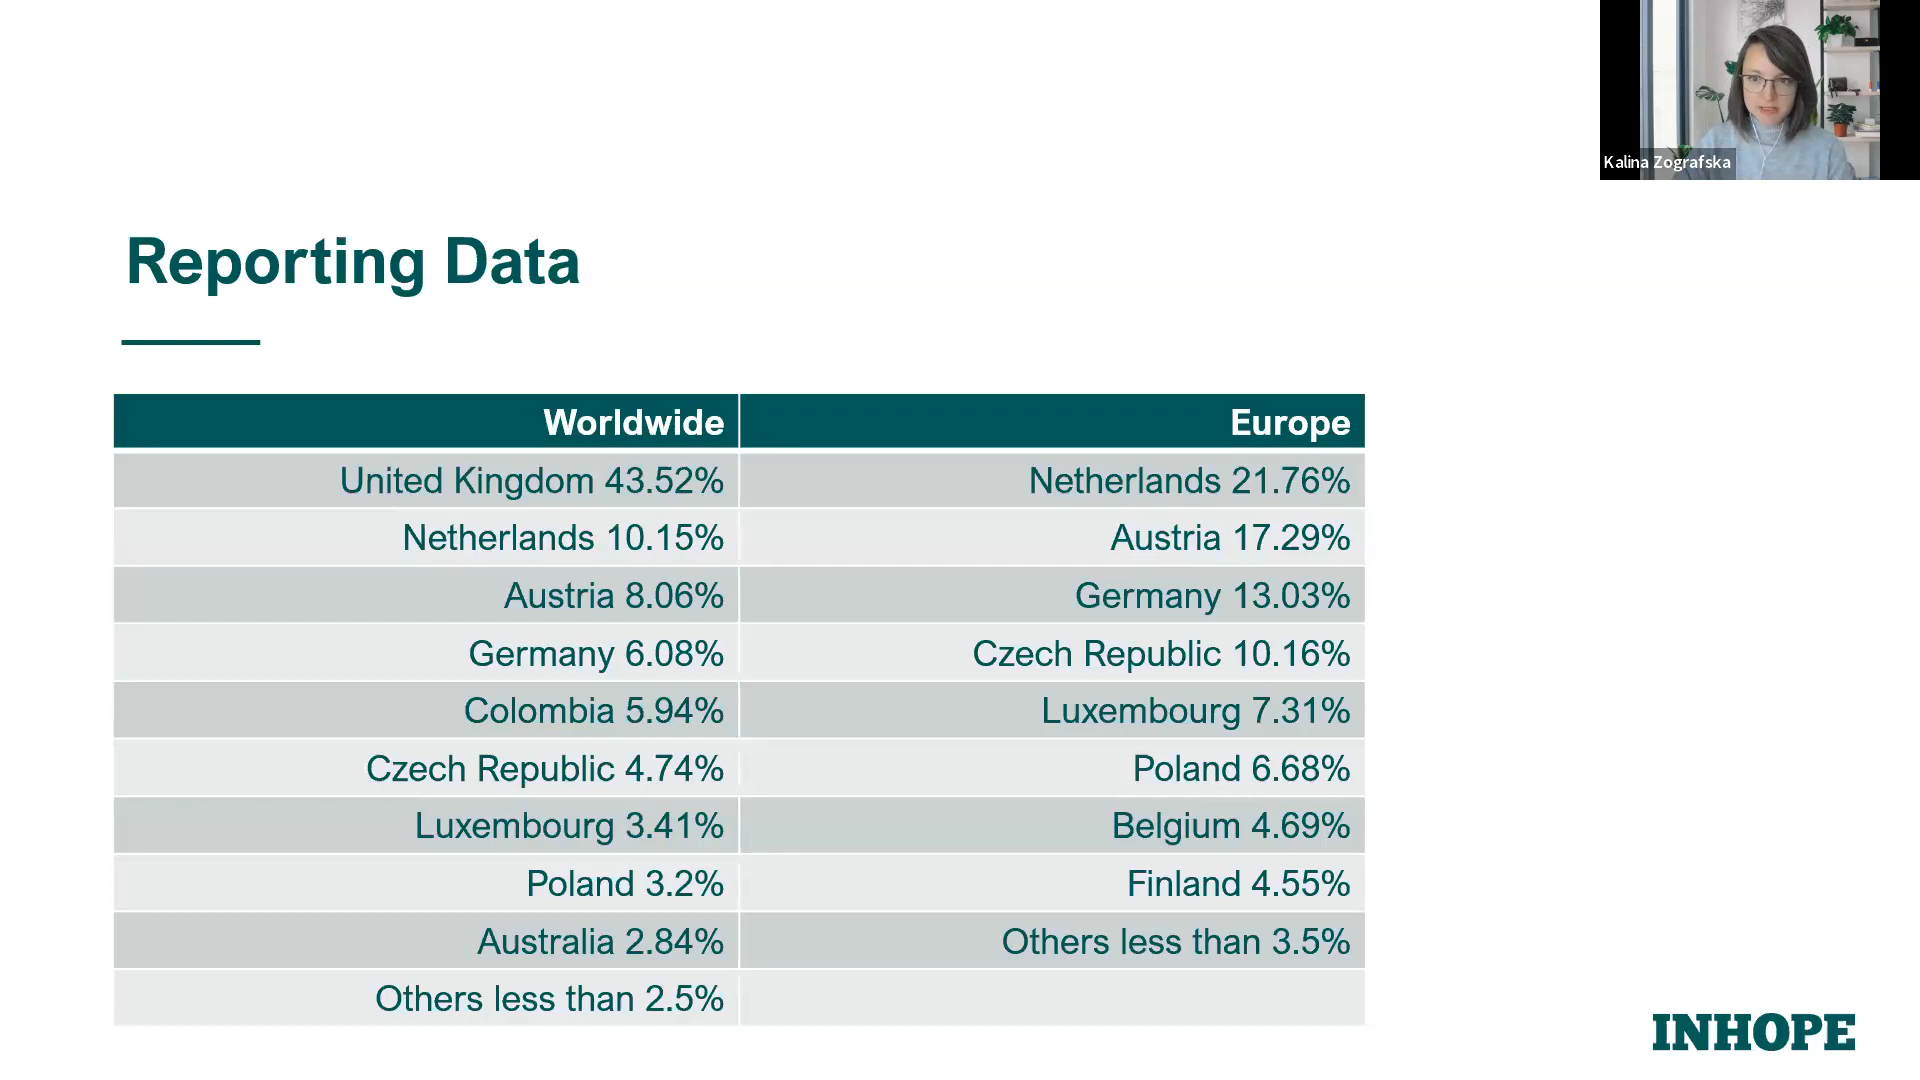 Kalina Zografska
Reporting Data
Worldwide Europe
United Kingdom 43.52% Netherlands 21.76%
Netherlands 10.15% Austria 17.29%
Austria 8.06% Germany 13.03%
Germany 6.08% Czech Republic 10.16%
Colombia 5.94% Luxembourg 7.31%
Czech Republic 4.74% Poland 6.68%
Luxembourg 3.41% Belgium 4.69%
Poland 3.2% Finland 4.55%
Australia 2.84% Others less than 3.5%
Others less than 2.5%
INHOPE